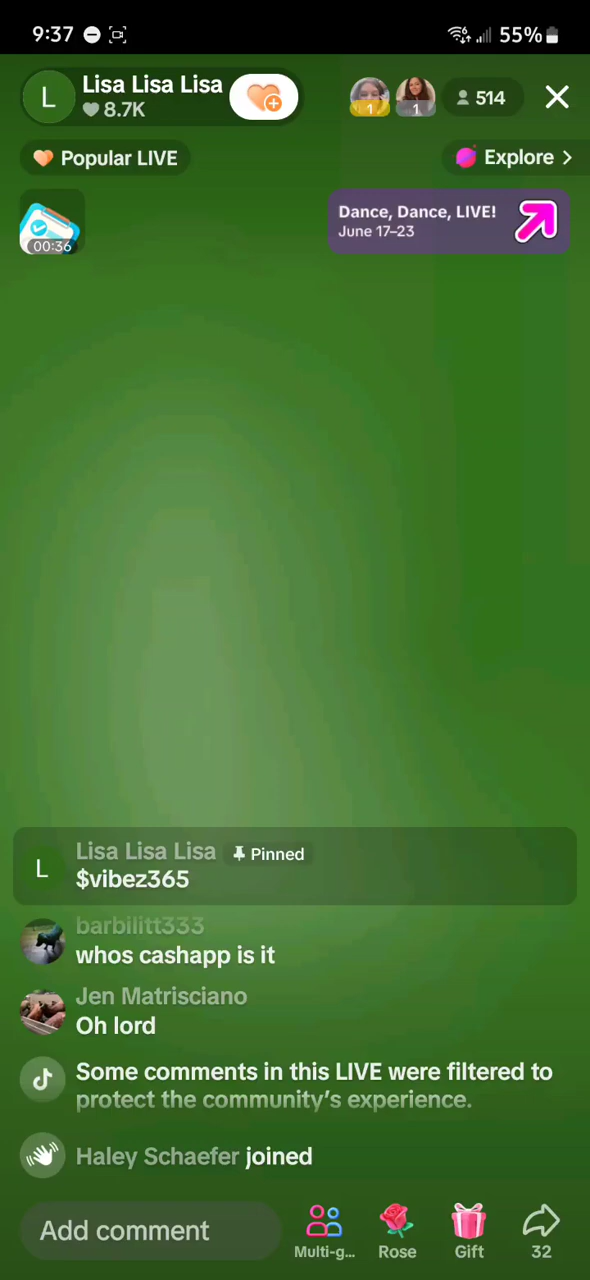 9:37
55%
L
Lisa Lisa Lisa
8.7K
1
1
514
Popular LIVE
Explore >
00:36
Dance, Dance, LIVE!
June 17–23
L
Lisa Lisa Lisa Pinned
$vibez365
barbilitt333
whos cashapp is it
Jen Matrisciano
Oh lord
Some comments in this LIVE were filtered to
protect the community's experience.
Haley Schaefer joined
Add comment
Multi-g...
Rose
Gift
32